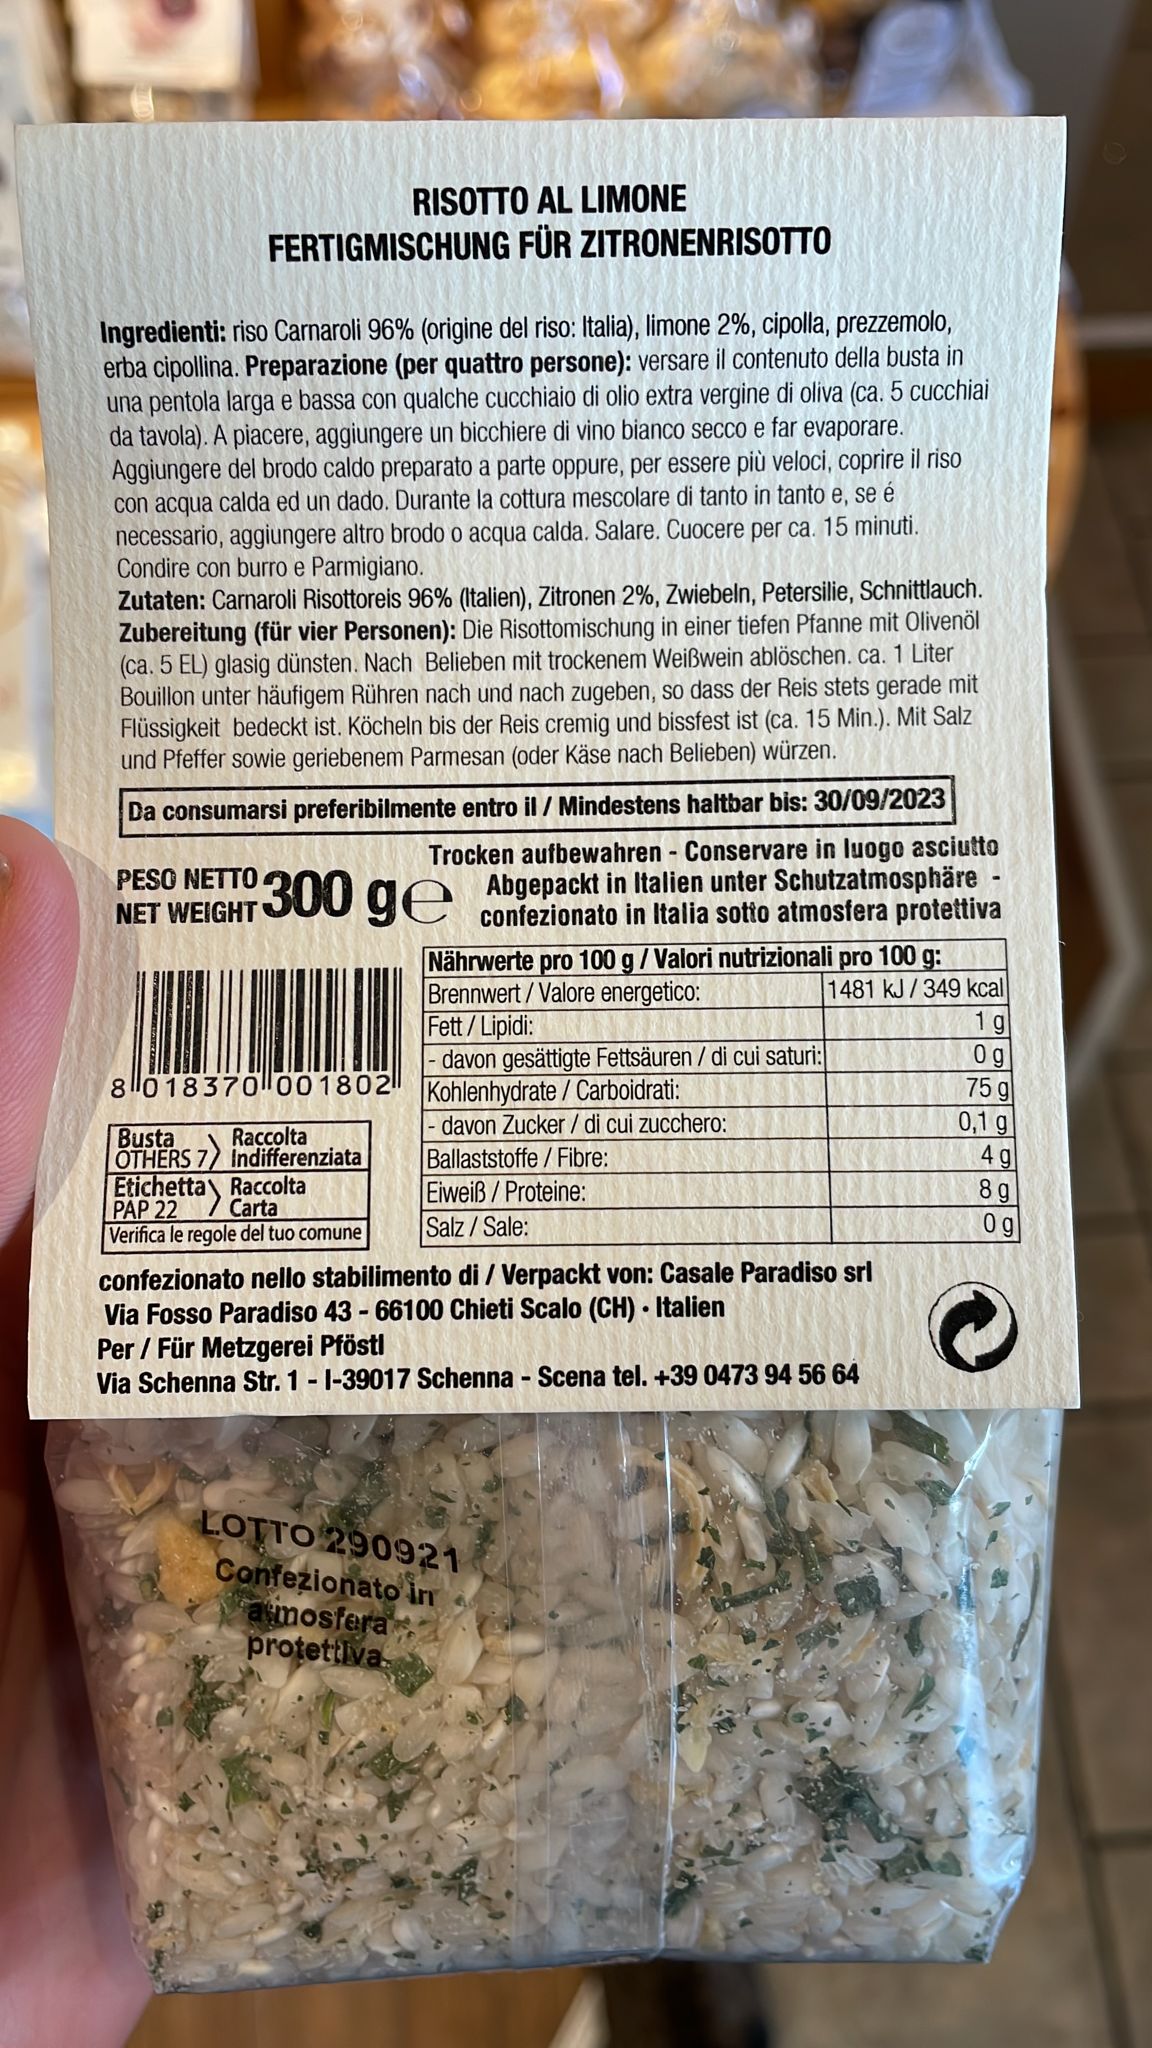 RISOTTO AL LIMONE
FERTIGMISCHUNG FÜR ZITRONENRISOTTO
Ingredienti: riso Carnaroli 96% (origine del riso: Italia), limone 2%, cipolla, prezzemolo,
erba cipollina. Preparazione (per quattro persone): versare il contenuto della busta in
una pentola larga e bassa con qualche cucchiaio di olio extra vergine di oliva (ca. 5 cucchiai
da tavola). A piacere, aggiungere un bicchiere di vino bianco secco e far evaporare.
Aggiungere del brodo caldo preparato a parte oppure, per essere più veloci, coprire il riso
con acqua calda ed un dado. Durante la cottura mescolare di tanto in tanto e, se é
necessario, aggiungere altro brodo o acqua calda. Salare. Cuocere per ca. 15 minuti.
Condire con burro e Parmigiano.
Zutaten: Carnaroli Risottoreis 96% (Italien), Zitronen 2%, Zwiebeln, Petersilie, Schnittlauch.
Zubereitung (für vier Personen): Die Risottomischung in einer tiefen Pfanne mit Olivenöl
(ca. 5 EL) glasig dünsten. Nach Belieben mit trockenem Weißwein ablöschen. ca. 1 Liter
Bouillon unter häufigem Rühren nach und nach zugeben, so dass der Reis stets gerade mit
Flüssigkeit bedeckt ist. Köcheln bis der Reis cremig und bissfest ist (ca. 15 Min.). Mit Salz
und Pfeffer sowie geriebenem Parmesan (oder Käse nach Belieben) würzen.
Da consumarsi preferibilmente entro il / Mindestens haltbar bis: 30/09/2023
Trocken aufbewahren - Conservare in luogo asciutto
Abgepackt in Italien unter Schutzatmosphäre -
confezionato in Italia sotto atmosfera protettiva
PESO NETTO
NET WEIGHT 300 g e
Nährwerte pro 100 g / Valori nutrizionali pro 100 g:
Brennwert / Valore energetico: 1481 kJ / 349 kcal
Fett / Lipidi: 1 g
- davon gesättigte Fettsäuren / di cui saturi: 0 g
Kohlenhydrate / Carboidrati: 75 g
- davon Zucker / di cui zucchero: 0,1 g
Ballaststoffe / Fibre: 4 g
Eiweiß / Proteine: 8 g
Salz / Sale: 0 g
8 018370 001802
Busta Raccolta
OTHERS 7 Indifferenziata
Etichetta Raccolta
PAP 22 Carta
Verifica le regole del tuo comune
confezionato nello stabilimento di / Verpackt von: Casale Paradiso srl
Via Fosso Paradiso 43 - 66100 Chieti Scalo (CH) · Italien
Per / Für Metzgerei Pföstl
Via Schenna Str. 1 - I-39017 Schenna - Scena tel. +39 0473 94 56 64
LOTTO 290921
Confezionato in
atmosfera
protettiva